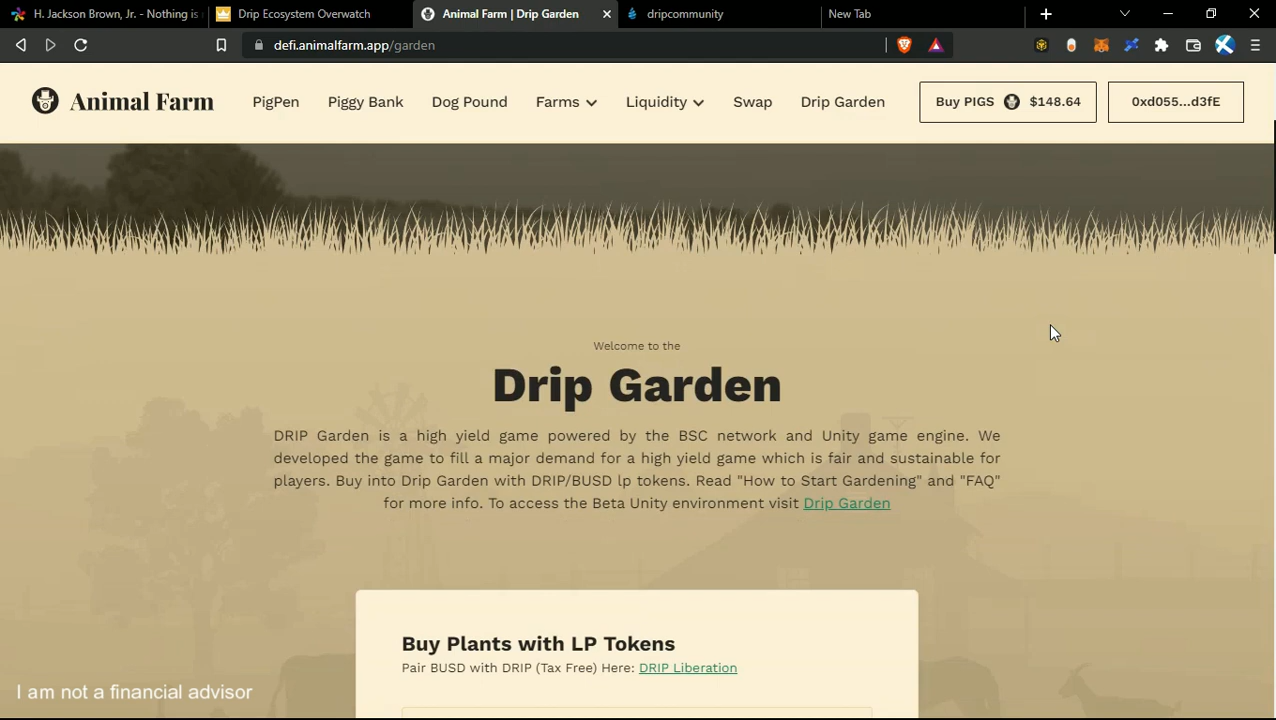 H. Jackson Brown, Jr. - Nothing is
Drip Ecosystem Overwatch
Animal Farm | Drip Garden
dripcommunity
New Tab
defi.animalfarm.app/garden
Animal Farm
PigPen
Piggy Bank
Dog Pound
Farms
Liquidity
Swap
Drip Garden
Buy PIGS $148.64
0xd055...d3fE
Welcome to the
Drip Garden
DRIP Garden is a high yield game powered by the BSC network and Unity game engine. We
developed the game to fill a major demand for a high yield game which is fair and sustainable for
players. Buy into Drip Garden with DRIP/BUSD lp tokens. Read "How to Start Gardening" and "FAQ"
for more info. To access the Beta Unity environment visit Drip Garden
Buy Plants with LP Tokens
Pair BUSD with DRIP (Tax Free) Here: DRIP Liberation
I am not a financial advisor